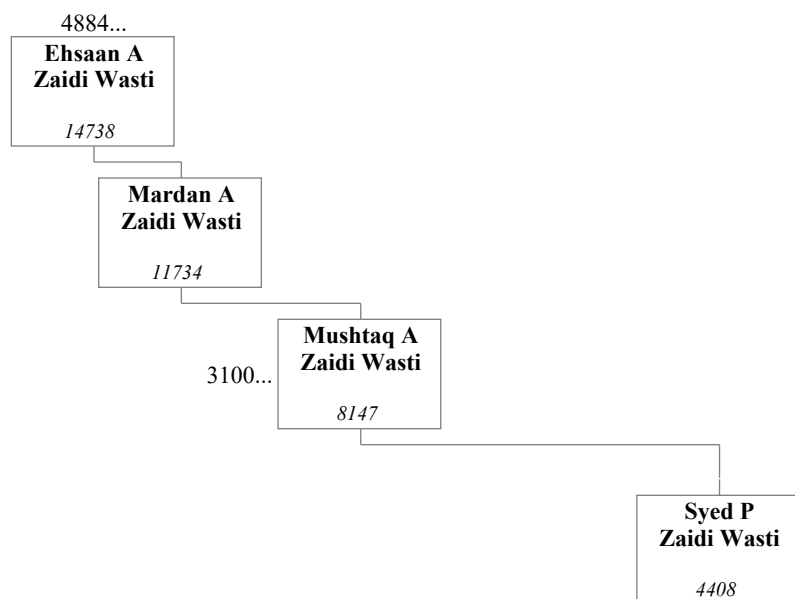 4884...
Ehsaan A
Zaidi Wasti
14738
Mardan A
Zaidi Wasti
11734
Mushtaq A
Zaidi Wasti
3100...
8147
Syed P
Zaidi Wasti
4408